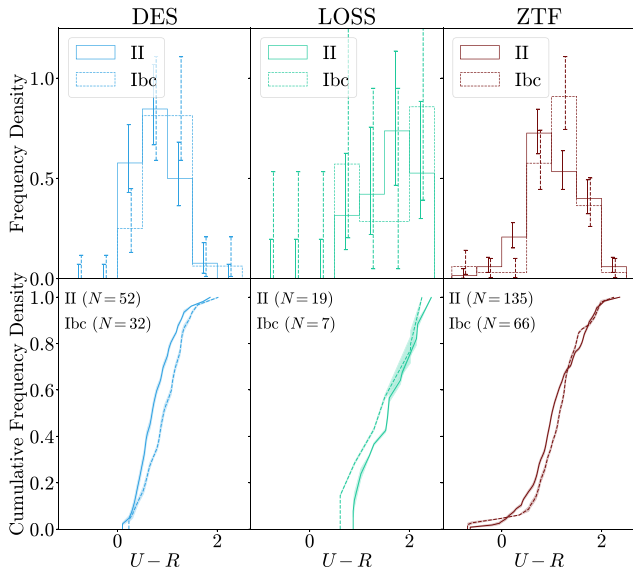 DES LOSS ZTF
II II II
Ibc Ibc Ibc
Frequency Density
1.0
0.5
0.0
II (N = 52) II (N = 19) II (N = 135)
Ibc (N = 32) Ibc (N = 7) Ibc (N = 66)
Cumulative Frequency Density
1.0
0.8
0.6
0.4
0.2
0.0
0 2 0 2 0 2
U − R U − R U − R